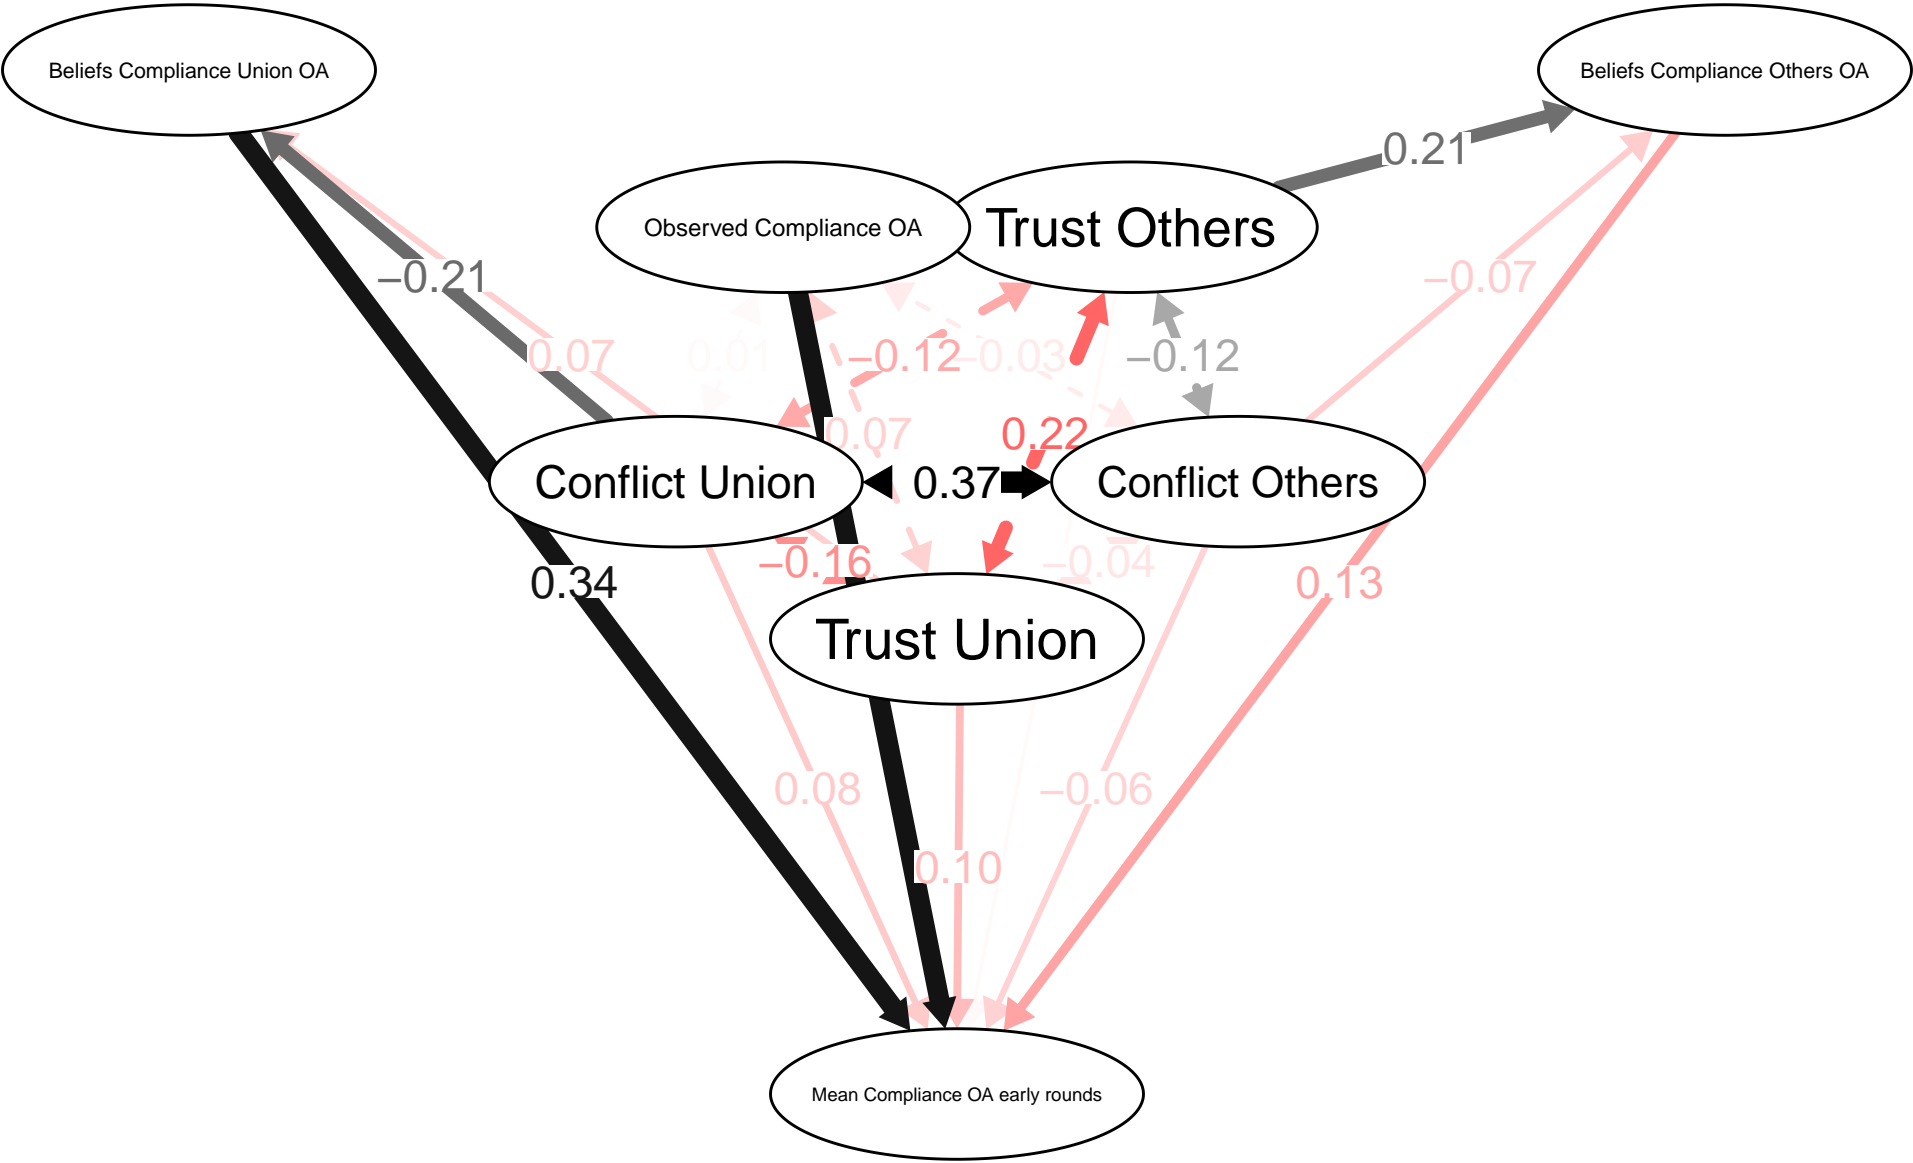 Beliefs Compliance Union OA
Beliefs Compliance Others OA
0.21
Observed Compliance OA
Trust Others
−0.21
−0.07
0.07
0.01
−0.12
−0.03
−0.12
0.07
0.22
Conflict Union
0.37
Conflict Others
−0.16
−0.04
0.34
0.13
Trust Union
0.08
−0.06
0.10
Mean Compliance OA early rounds